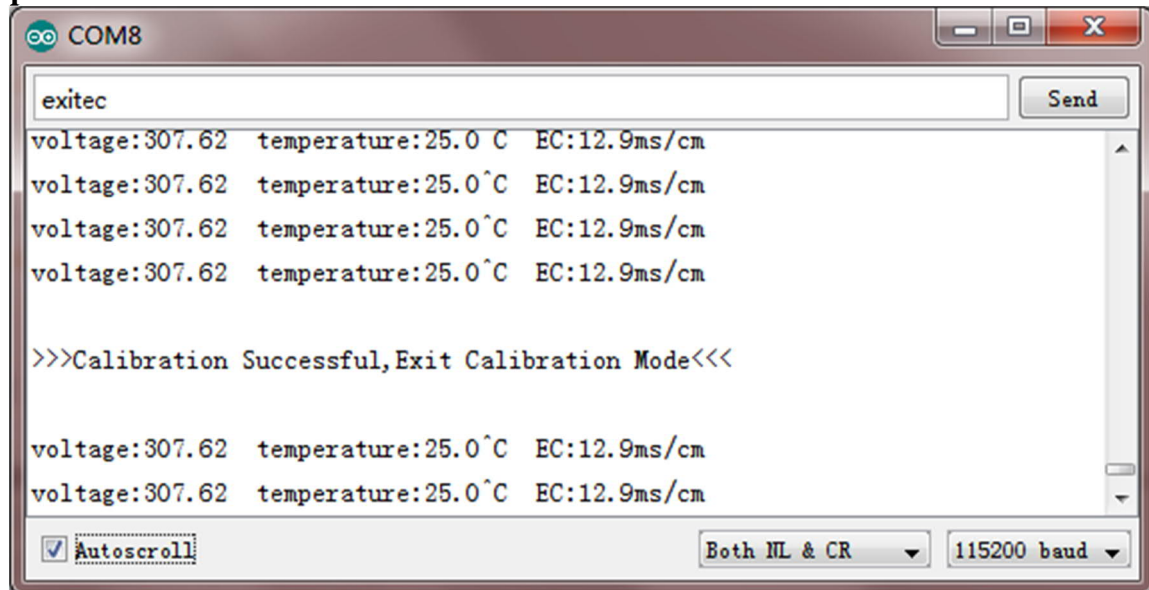 COM8
exitec Send
voltage:307.62 temperature:25.0 C EC:12.9ms/cm
voltage:307.62 temperature:25.0^C EC:12.9ms/cm
voltage:307.62 temperature:25.0^C EC:12.9ms/cm
voltage:307.62 temperature:25.0^C EC:12.9ms/cm
>>>Calibration Successful,Exit Calibration Mode<<<
voltage:307.62 temperature:25.0^C EC:12.9ms/cm
voltage:307.62 temperature:25.0^C EC:12.9ms/cm
Autoscroll Both NL & CR 115200 baud